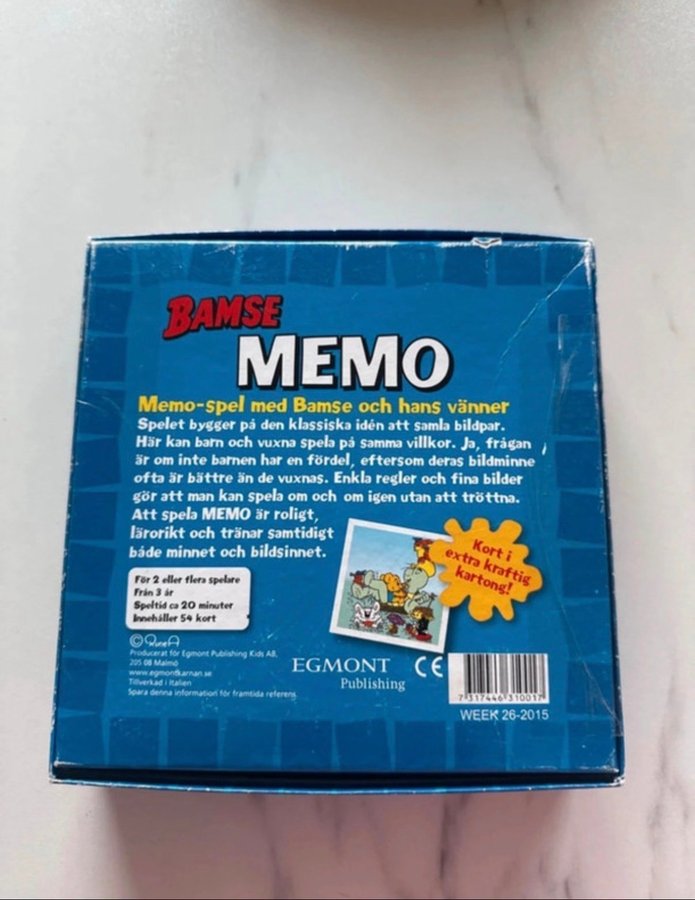 BAMSE
MEMO
Memo-spel med Bamse och hans vänner
Spelet bygger på den klassiska idén att samla bildpar.
Här kan barn och vuxna spela på samma villkor. Ja, frågan
är om inte barnen har en fördel, eftersom deras bildminne
ofta är bättre än de vuxnas. Enkla regler och fina bilder
gör att man kan spela om och om igen utan att tröttna.
Att spela MEMO är roligt,
lärorikt och tränar samtidigt
både minnet och bildsinnet.
Kort i
extra kraftig
kartong!
För 2 eller flera spelare
Från 3 år
Speltid ca 20 minuter
Innehåller 54 kort
© Rune A
Producerat för Egmont Publishing Kids AB,
205 08 Malmö
www.egmontkarnan.se
Tillverkad i Italien
Spara denna information för framtida referens
EGMONT
Publishing
CE
7 317446 310017
WEEK 26-2015